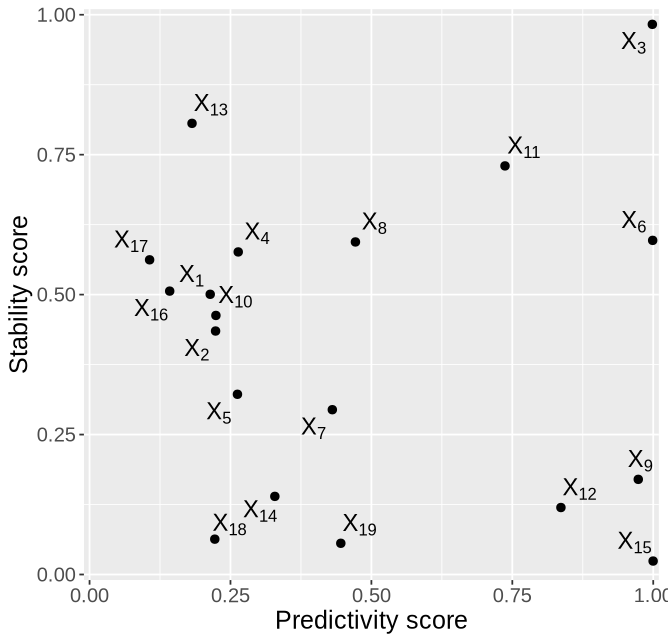 1.00
X3
X13
0.75
X11
X8
X6
X4
X17
X1
0.50
X10
X16
X2
Stability score
X5
X7
0.25
X9
X12
X14
X18
X19
X15
0.00
0.00 0.25 0.50 0.75 1.00
Predictivity score